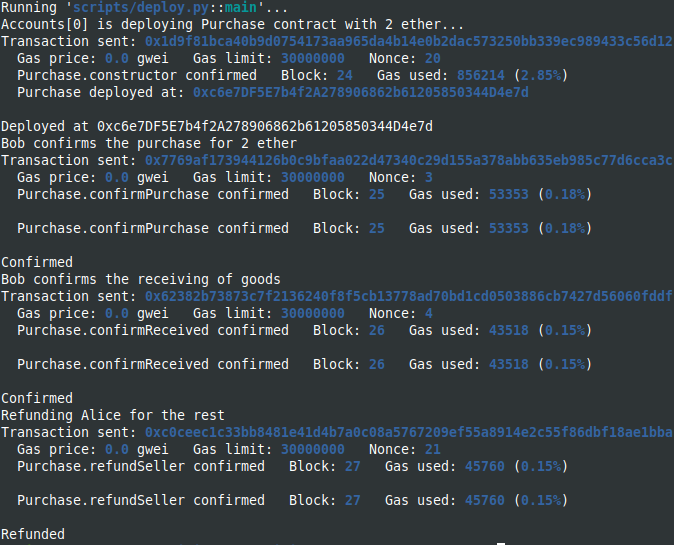 Running 'scripts/deploy.py::main'...
Accounts[0] is deploying Purchase contract with 2 ether...
Transaction sent: 0x1d9f81bca40b9d0754173aa965da4b14e0b2dac573250bb339ec989433c56d12
Gas price: 0.0 gwei   Gas limit: 30000000   Nonce: 20
Purchase.constructor confirmed   Block: 24   Gas used: 856214 (2.85%)
Purchase deployed at: 0xc6e7DF5E7b4f2A278906862b61205850344D4e7d
Deployed at 0xc6e7DF5E7b4f2A278906862b61205850344D4e7d
Bob confirms the purchase for 2 ether
Transaction sent: 0x7769af173944126b0c9bfaa022d47340c29d155a378abb635eb985c77d6cca3c
Gas price: 0.0 gwei   Gas limit: 30000000   Nonce: 3
Purchase.confirmPurchase confirmed   Block: 25   Gas used: 53353 (0.18%)
Purchase.confirmPurchase confirmed   Block: 25   Gas used: 53353 (0.18%)
Confirmed
Bob confirms the receiving of goods
Transaction sent: 0x62382b73873c7f2136240f8f5cb13778ad70bd1cd0503886cb7427d56060fddf
Gas price: 0.0 gwei   Gas limit: 30000000   Nonce: 4
Purchase.confirmReceived confirmed   Block: 26   Gas used: 43518 (0.15%)
Purchase.confirmReceived confirmed   Block: 26   Gas used: 43518 (0.15%)
Confirmed
Refunding Alice for the rest
Transaction sent: 0xc0ceec1c33bb8481e41d4b7a0c08a5767209ef55a8914e2c55f86dbf18ae1bba
Gas price: 0.0 gwei   Gas limit: 30000000   Nonce: 21
Purchase.refundSeller confirmed   Block: 27   Gas used: 45760 (0.15%)
Purchase.refundSeller confirmed   Block: 27   Gas used: 45760 (0.15%)
Refunded